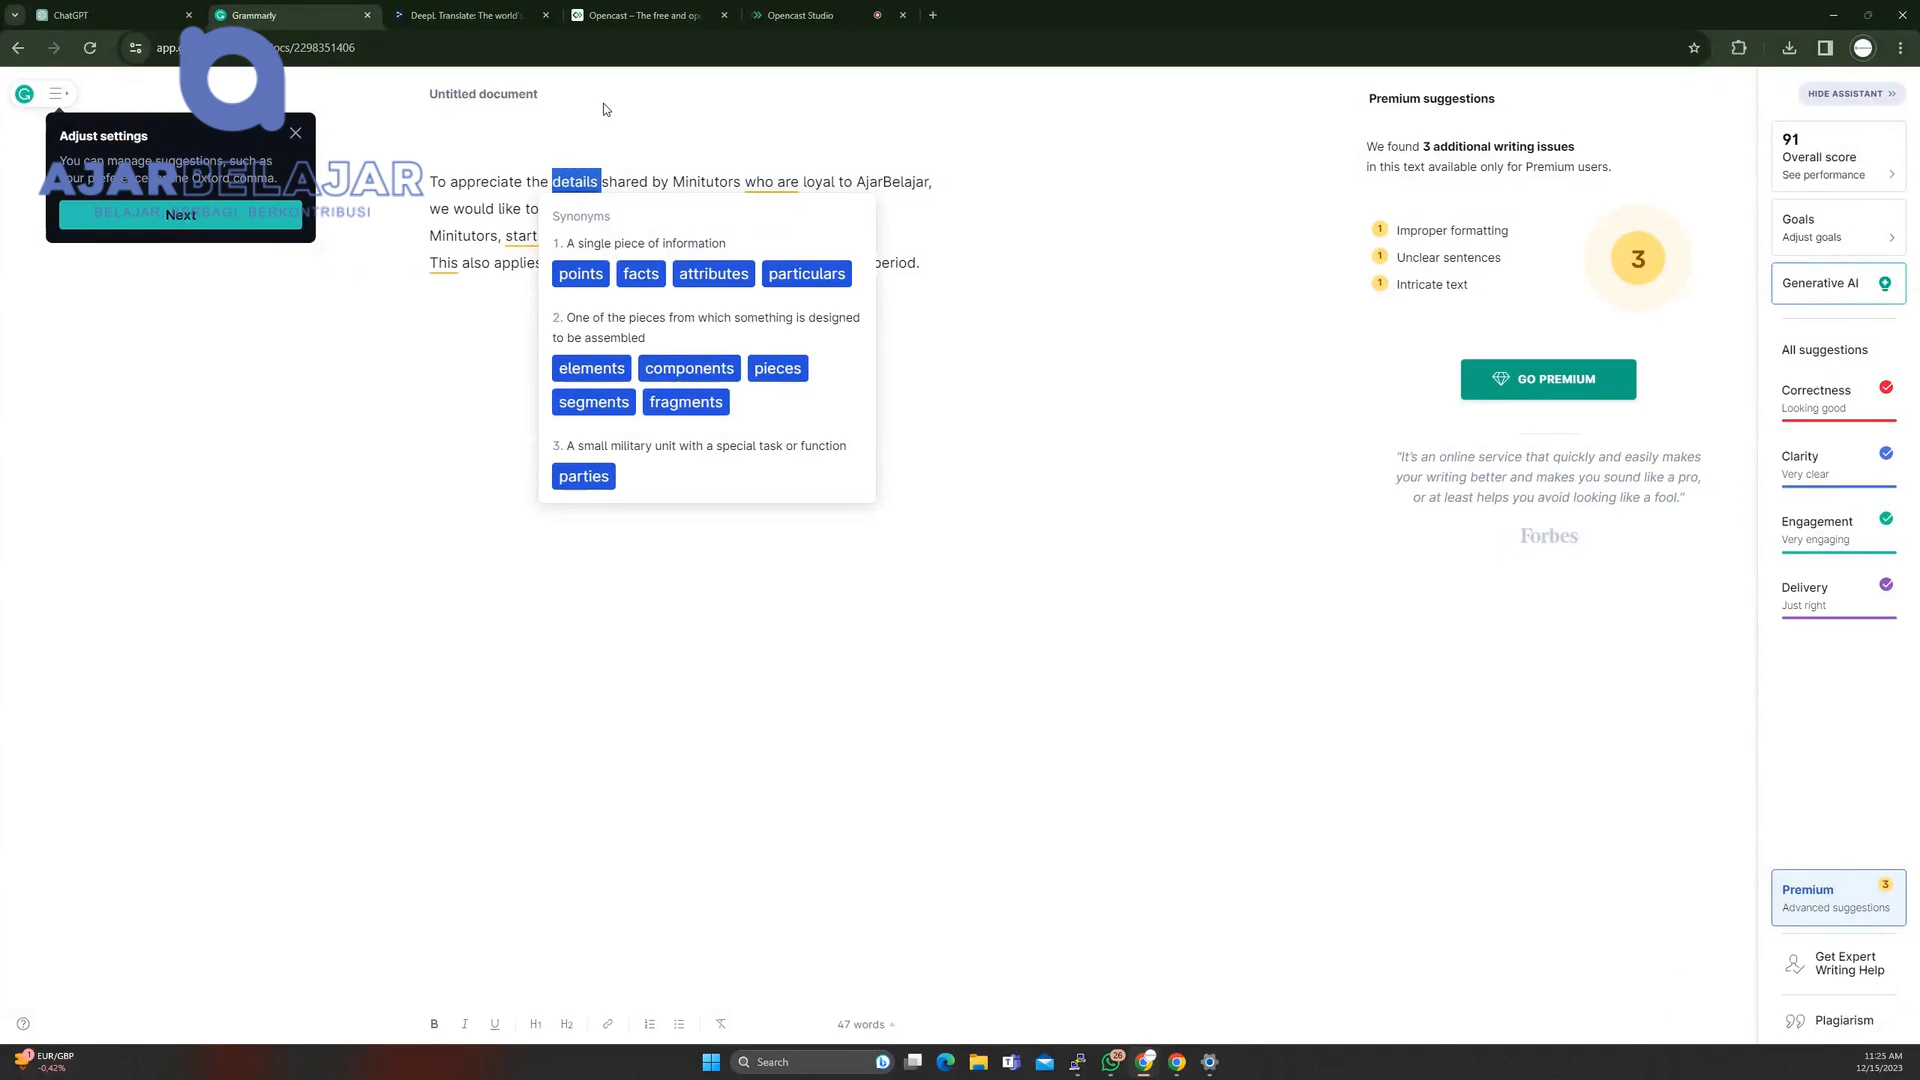 ChatGPT
Grammarly
DeepL Translate: The world's
Opencast – The free and op
Opencast Studio
app.
ocs/2298351406
Untitled document
Adjust settings
You can manage suggestions, such as
your preference for the Oxford comma.
Next
AJARBELAJAR
BELAJAR, BERBAGI, BERKONTRIBUSI
To appreciate the details shared by Minitutors who are loyal to AjarBelajar,
we would like to
Minitutors, start
This also applies
period.
Synonyms
1. A single piece of information
points facts attributes particulars
2. One of the pieces from which something is designed
to be assembled
elements components pieces
segments fragments
3. A small military unit with a special task or function
parties
Premium suggestions
We found 3 additional writing issues
in this text available only for Premium users.
1 Improper formatting
1 Unclear sentences
1 Intricate text
3
GO PREMIUM
“It’s an online service that quickly and easily makes
your writing better and makes you sound like a pro,
or at least helps you avoid looking like a fool.”
Forbes
HIDE ASSISTANT
91
Overall score
See performance
Goals
Adjust goals
Generative AI
All suggestions
Correctness
Looking good
Clarity
Very clear
Engagement
Very engaging
Delivery
Just right
Premium 3
Advanced suggestions
Get Expert
Writing Help
Plagiarism
B I U H1 H2
47 words
1
EUR/GBP
-0,42%
Search
26
11:25 AM
12/15/2023